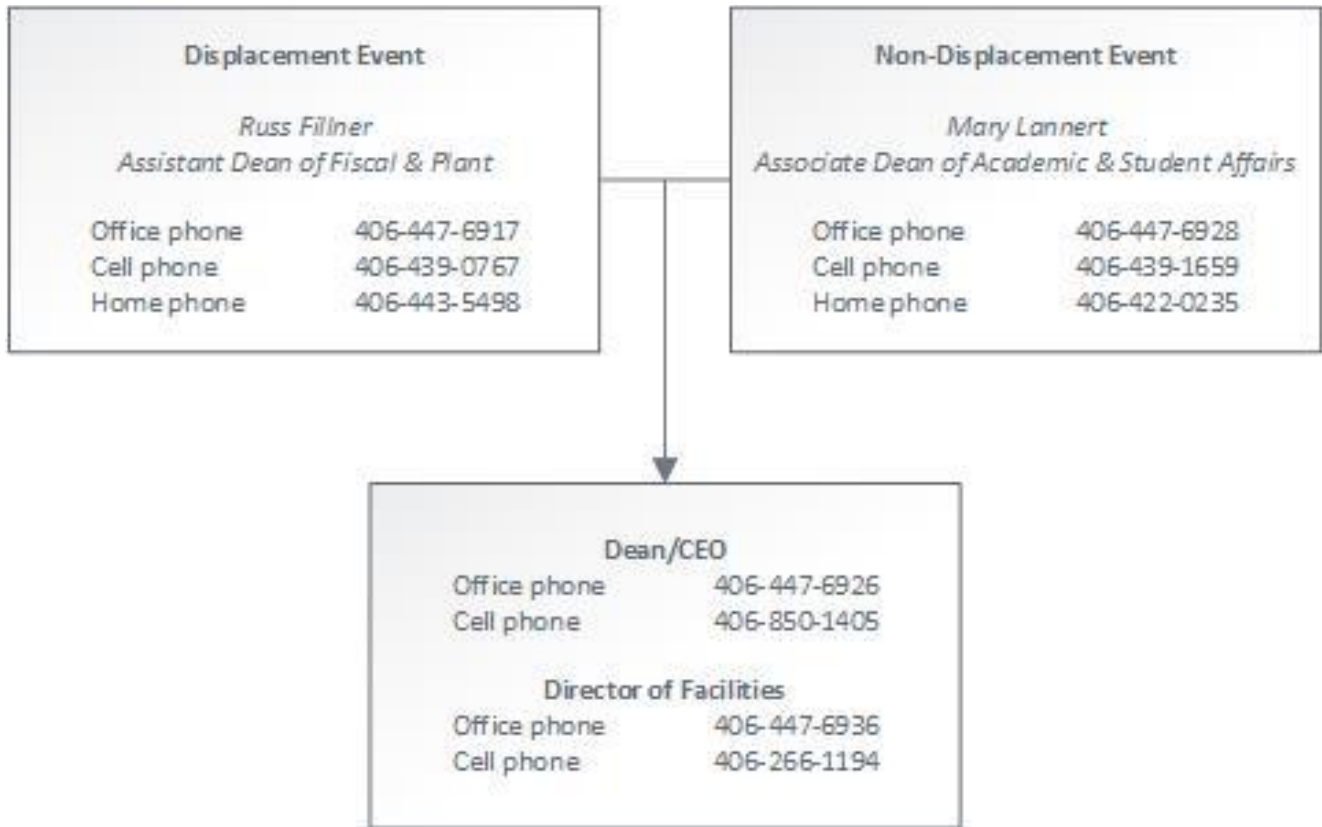 Displacement Event
Russ Fillner
Assistant Dean of Fiscal & Plant
Office phone 406-447-6917
Cell phone 406-439-0767
Home phone 406-443-5498
Non-Displacement Event
Mary Lannert
Associate Dean of Academic & Student Affairs
Office phone 406-447-6928
Cell phone 406-439-1659
Home phone 406-422-0235
Dean/CEO
Office phone 406-447-6926
Cell phone 406-850-1405
Director of Facilities
Office phone 406-447-6936
Cell phone 406-266-1194